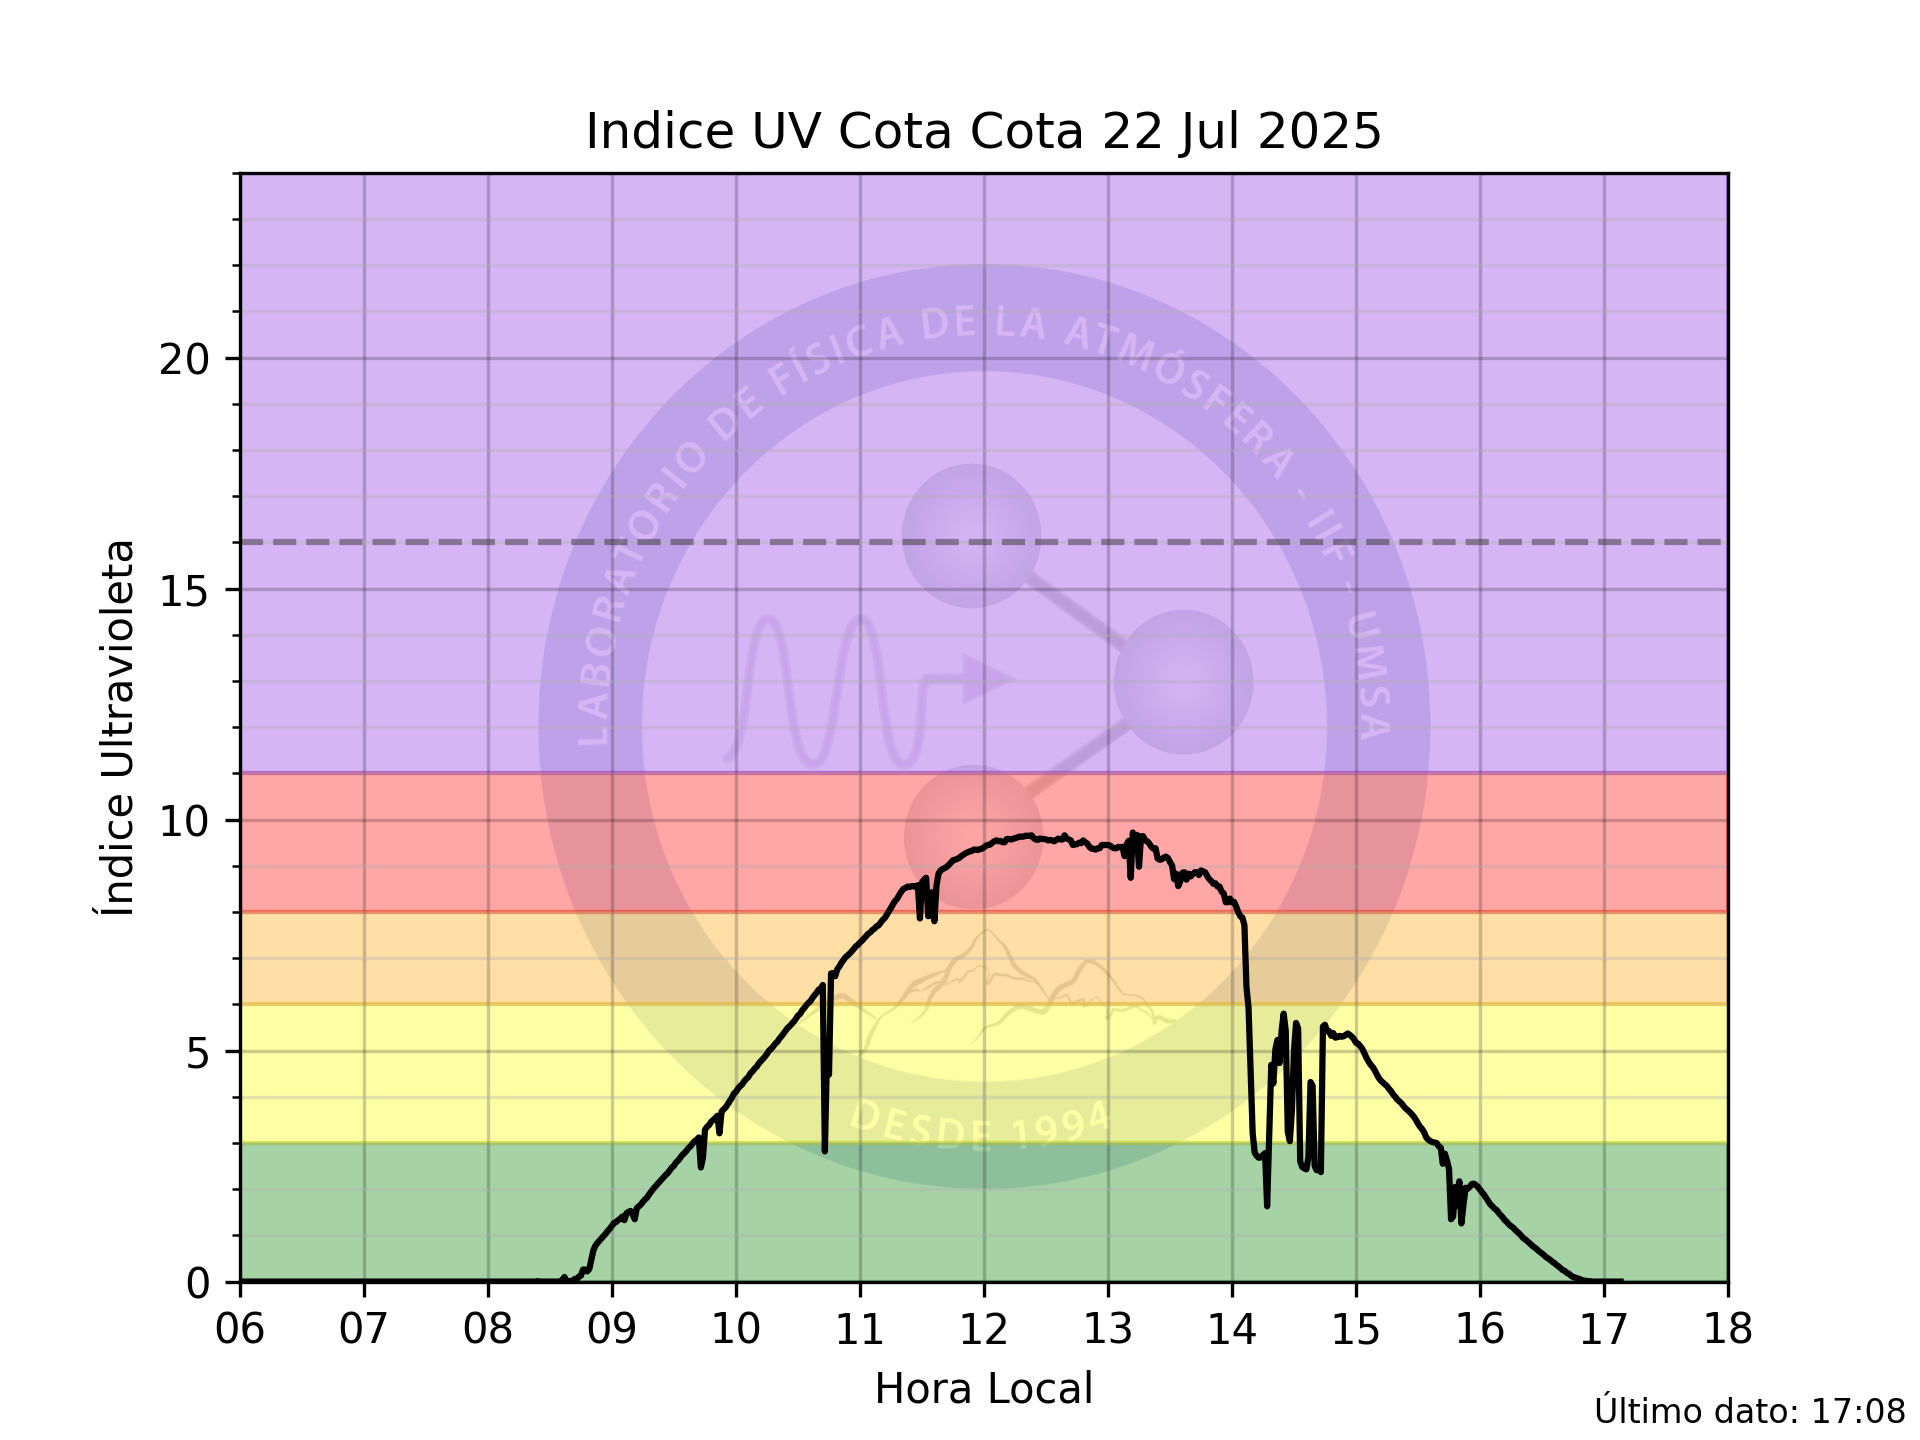 Indice UV Cota Cota 22 Jul 2025
LABORATORIO DE FÍSICA DE LA ATMÓSFERA - IIF - UMSA
DESDE 1994
Índice Ultravioleta
20
15
10
5
0
06 07 08 09 10 11 12 13 14 15 16 17 18
Hora Local
Último dato: 17:08